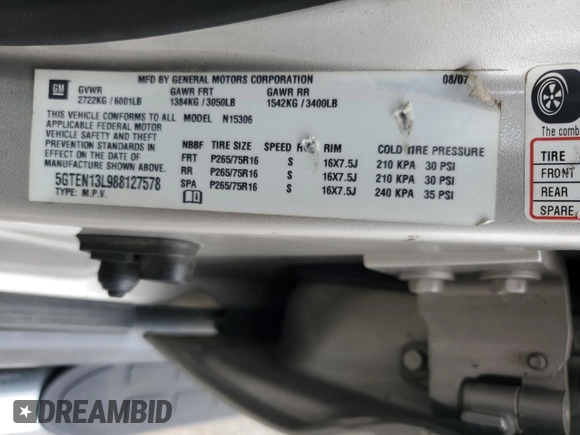 MFD BY GENERAL MOTORS CORPORATION 08/07
GM GVWR GAWR FRT GAWR RR
2722KG / 6001LB 1384KG / 3050LB 1542KG / 3400LB
THIS VEHICLE CONFORMS TO ALL
APPLICABLE FEDERAL MOTOR
VEHICLE SAFETY STANDARDS
IN EFFECT ON THE DATE OF
MANUFACTURE SHOWN ABOVE.
5GTEN13L988127578
TYPE: M.P.V.
MODEL N15306
NBBF TIRE SIZE SPEED RIM COLD TIRE PRESSURE
FRT P265/75R16 S 16X7.5J 210 KPA 30 PSI
RR P265/75R16 S 16X7.5J 210 KPA 30 PSI
SPA P265/75R16 S 16X7.5J 240 KPA 35 PSI
The comb
TIRE
FRONT
REAR
SPARE
DREAMBID